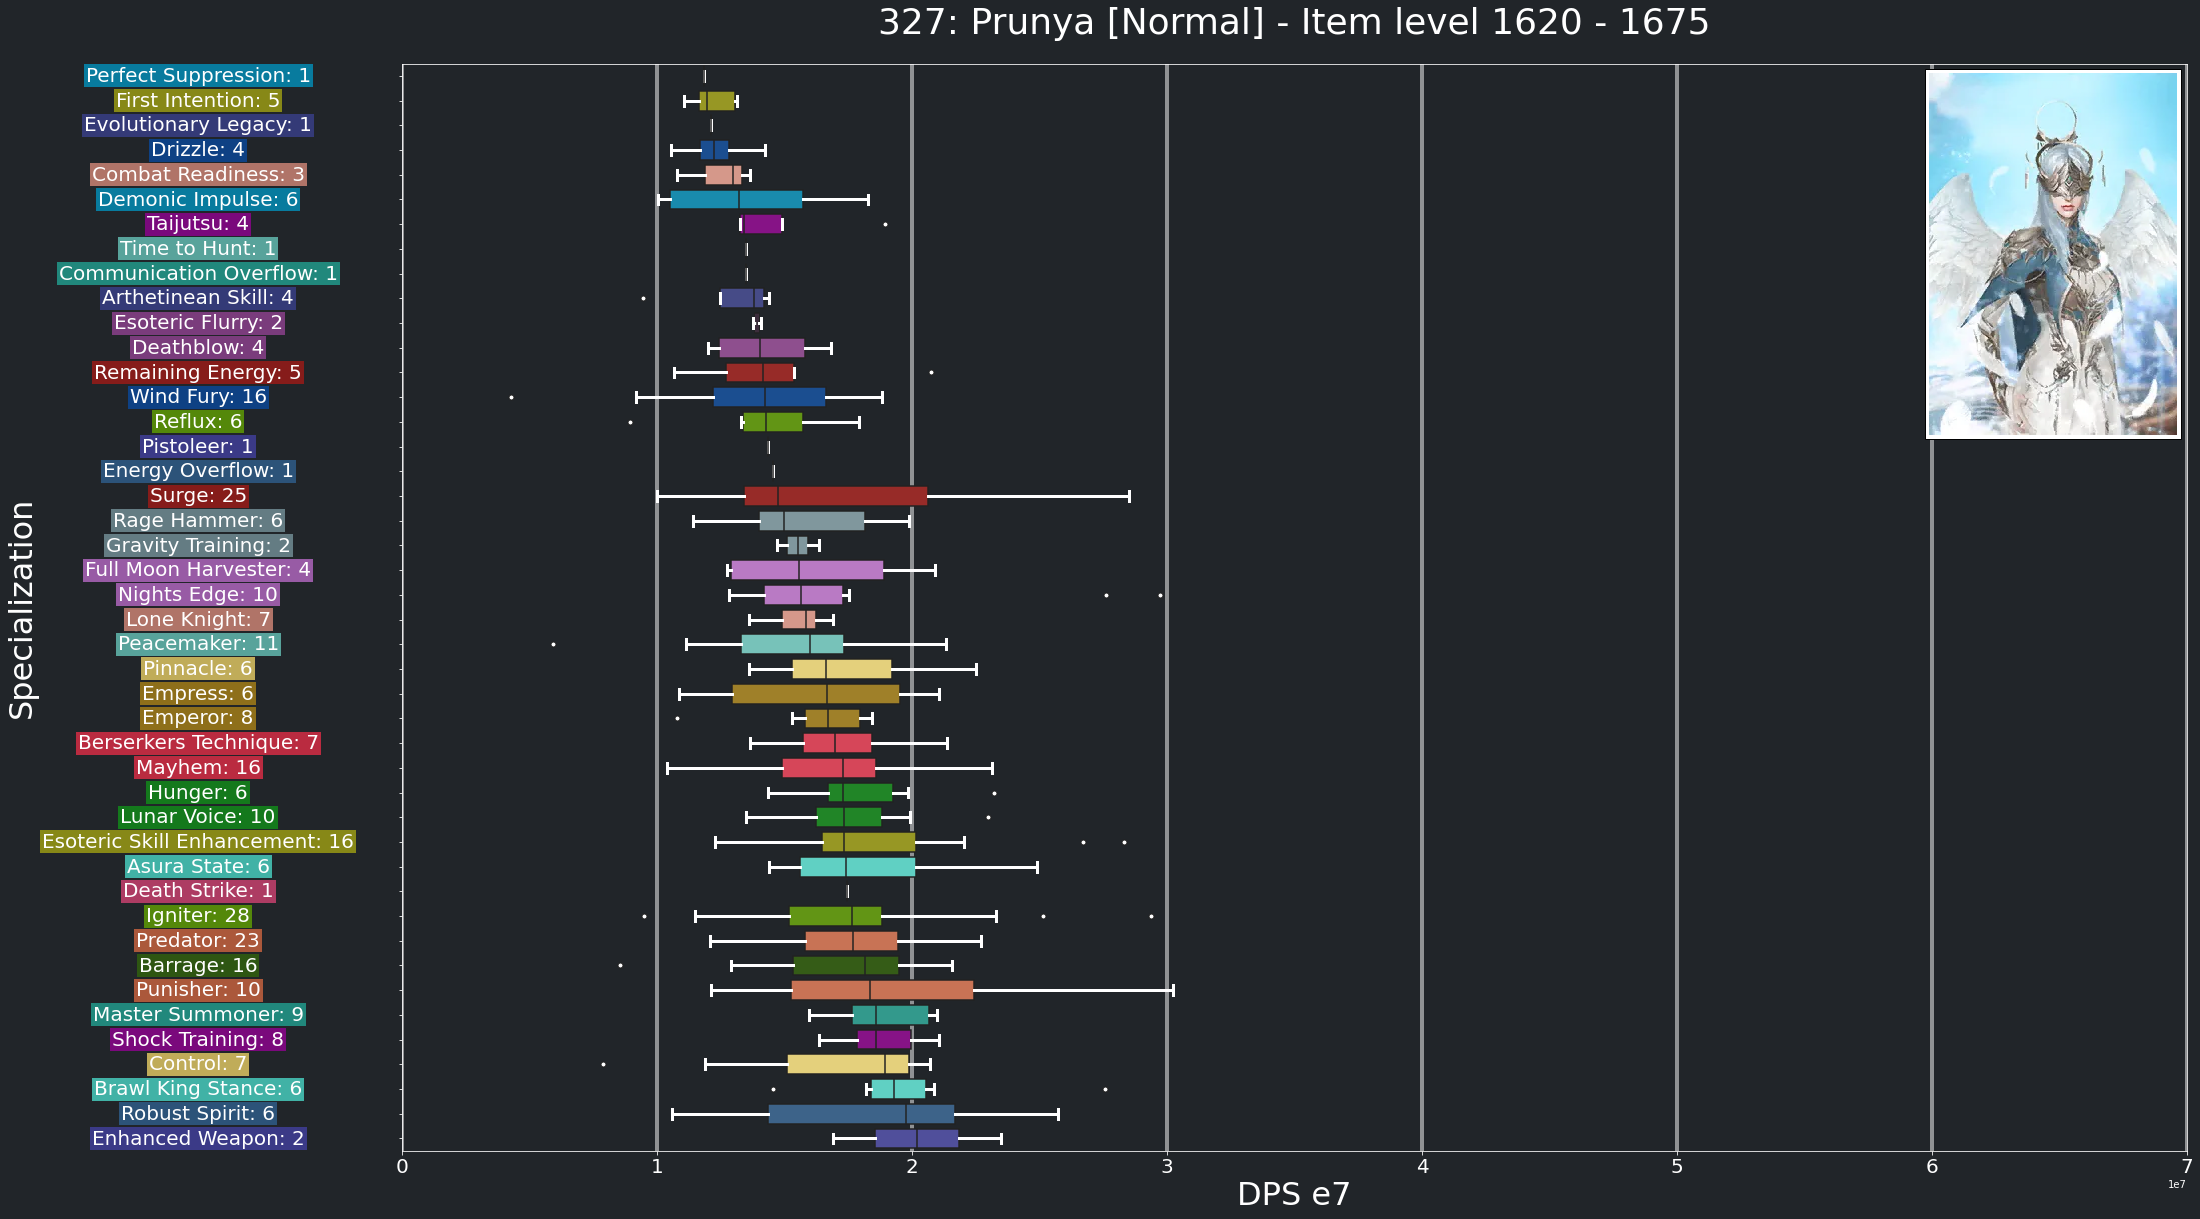 327: Prunya [Normal] - Item level 1620 - 1675
Specialization
Perfect Suppression: 1
First Intention: 5
Evolutionary Legacy: 1
Drizzle: 4
Combat Readiness: 3
Demonic Impulse: 6
Taijutsu: 4
Time to Hunt: 1
Communication Overflow: 1
Arthetinean Skill: 4
Esoteric Flurry: 2
Deathblow: 4
Remaining Energy: 5
Wind Fury: 16
Reflux: 6
Pistoleer: 1
Energy Overflow: 1
Surge: 25
Rage Hammer: 6
Gravity Training: 2
Full Moon Harvester: 4
Nights Edge: 10
Lone Knight: 7
Peacemaker: 11
Pinnacle: 6
Empress: 6
Emperor: 8
Berserkers Technique: 7
Mayhem: 16
Hunger: 6
Lunar Voice: 10
Esoteric Skill Enhancement: 16
Asura State: 6
Death Strike: 1
Igniter: 28
Predator: 23
Barrage: 16
Punisher: 10
Master Summoner: 9
Shock Training: 8
Control: 7
Brawl King Stance: 6
Robust Spirit: 6
Enhanced Weapon: 2
0 1 2 3 4 5 6 7
1e7
DPS e7